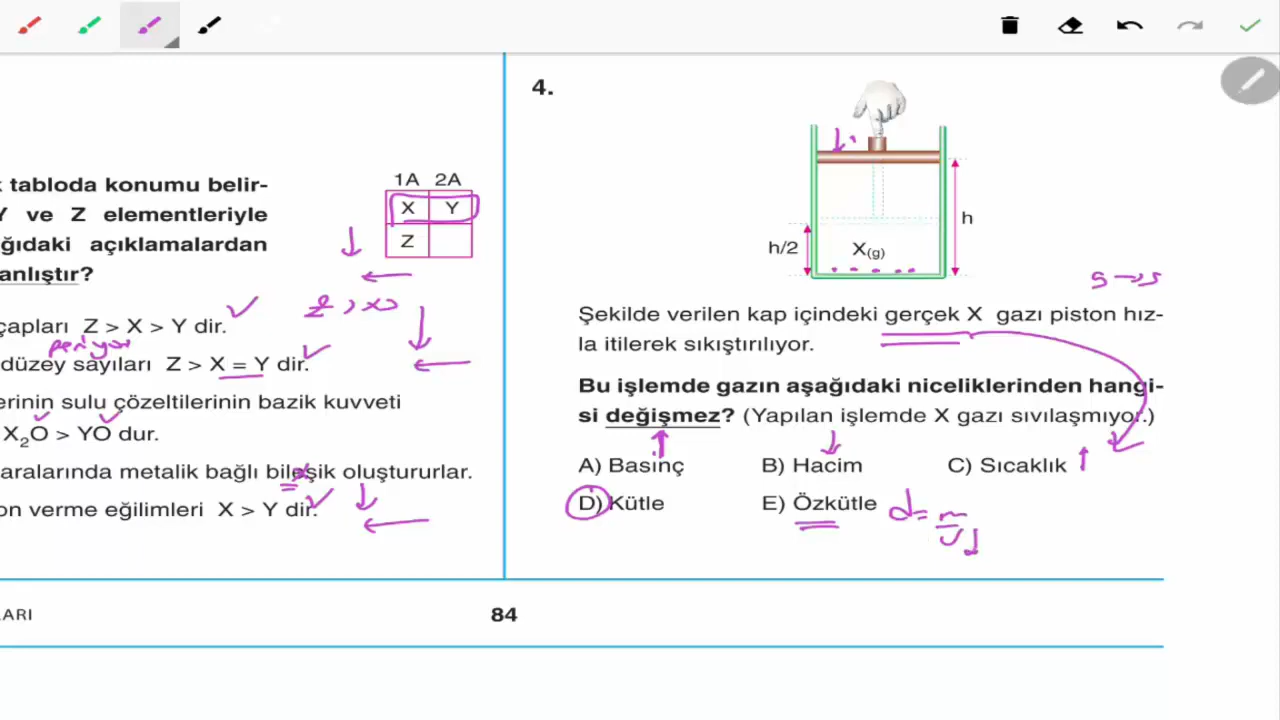 k tabloda konumu belir-
Y ve Z elementleriyle
ğıdaki açıklamalardan
anlıştır?
1A 2A
X Y
Z
Z > X >
çapları Z > X > Y dir.
periyor
düzey sayıları Z > X = Y dir.
erinin sulu çözeltilerinin bazik kuvveti
X₂O > YO dur.
aralarında metalik bağlı bileşik oluştururlar.
on verme eğilimleri X > Y dir.
4.
h
h/2
X(g)
s → s
Şekilde verilen kap içindeki gerçek X gazı piston hız-
la itilerek sıkıştırılıyor.
Bu işlemde gazın aşağıdaki niceliklerinden hangi-
si değişmez? (Yapılan işlemde X gazı sıvılaşmıyor.)
A) Basınç B) Hacim C) Sıcaklık
D) Kütle E) Özkütle
d = m/v
ARI
84